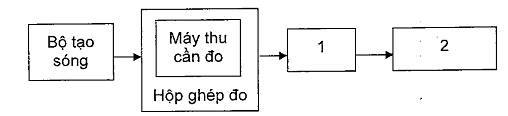 Bộ tạo
sóng
Máy thu
cần đo
Hộp ghép đo
1
2